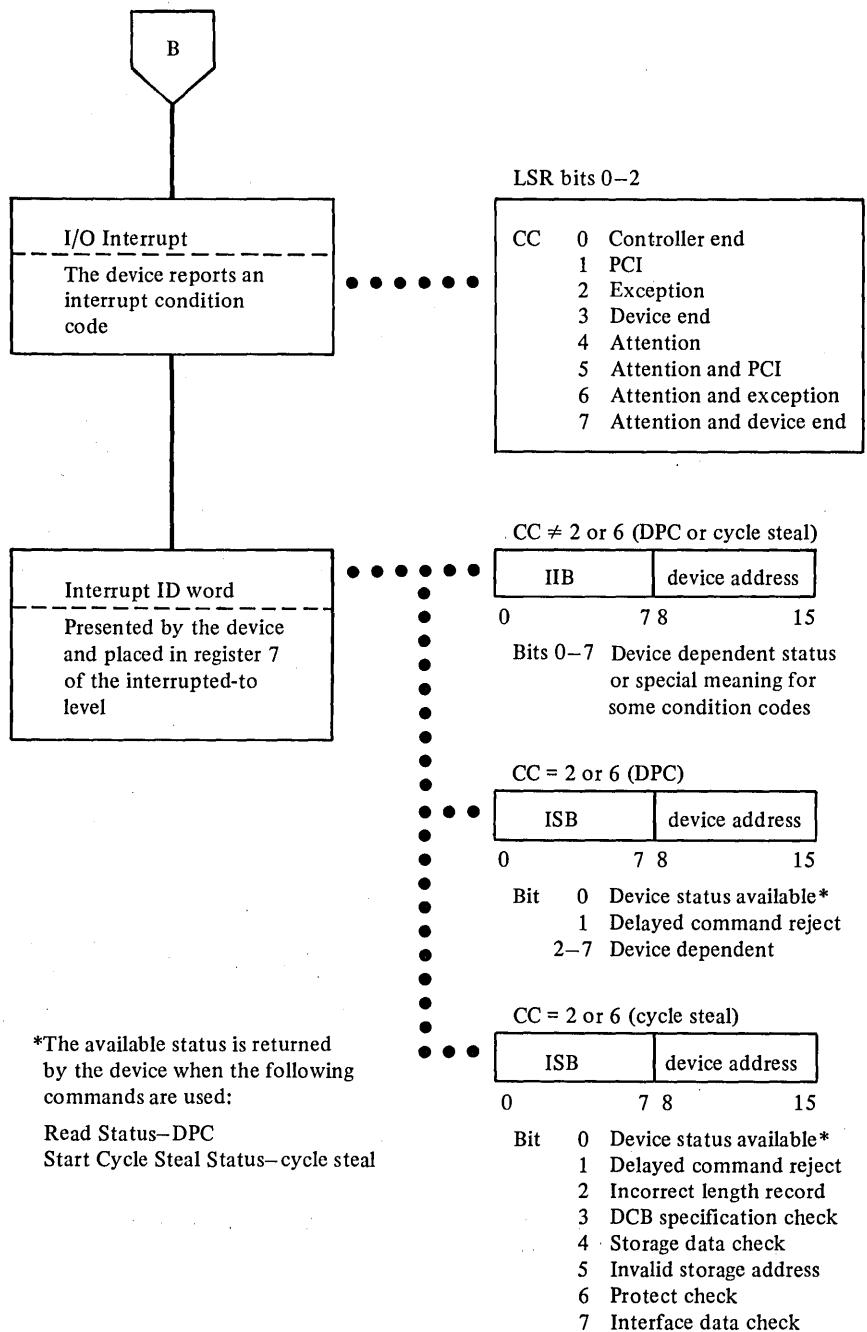 B
I/O Interrupt
The device reports an
interrupt condition
code
LSR bits 0–2
CC 0 Controller end
1 PCI
2 Exception
3 Device end
4 Attention
5 Attention and PCI
6 Attention and exception
7 Attention and device end
Interrupt ID word
Presented by the device
and placed in register 7
of the interrupted-to
level
CC ≠ 2 or 6 (DPC or cycle steal)
IIB device address
0 7 8 15
Bits 0–7 Device dependent status
or special meaning for
some condition codes
CC = 2 or 6 (DPC)
ISB device address
0 7 8 15
Bit 0 Device status available*
1 Delayed command reject
2–7 Device dependent
CC = 2 or 6 (cycle steal)
ISB device address
0 7 8 15
Bit 0 Device status available*
1 Delayed command reject
2 Incorrect length record
3 DCB specification check
4 Storage data check
5 Invalid storage address
6 Protect check
7 Interface data check
*The available status is returned
by the device when the following
commands are used:
Read Status–DPC
Start Cycle Steal Status–cycle steal